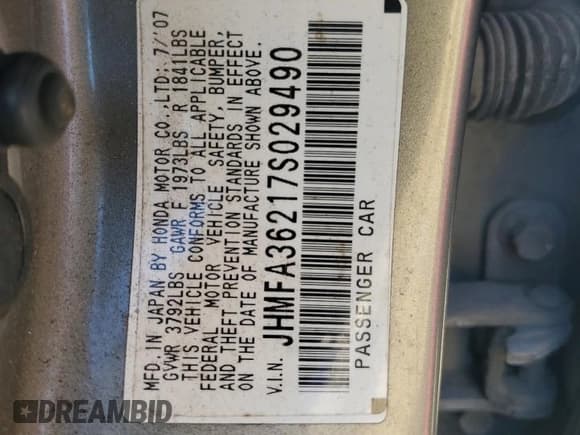 MED. IN JAPAN BY HONDA MOTOR CO.,LTD: 7/'07
GVWR 3792LBS GAWR F 1973LBS R 1841LBS
THIS VEHICLE CONFORMS TO ALL APPLICABLE
FEDERAL MOTOR VEHICLE SAFETY, BUMPER,
AND THEFT PREVENTION STANDARDS IN EFFECT
ON THE DATE OF MANUFACTURE SHOWN ABOVE.
V.I.N. JHMFA36217S029490
PASSENGER CAR
DREAMBID